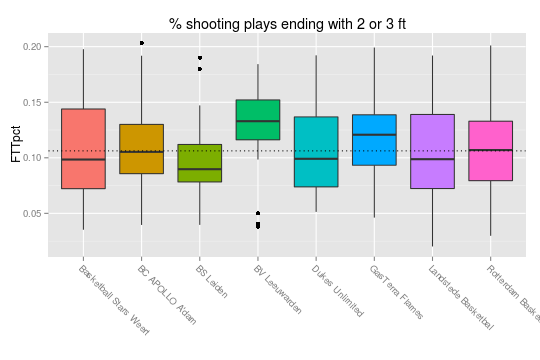 % shooting plays ending with 2 or 3 ft
FTTpct
0.20
0.15
0.10
0.05
Basketball Stars Weert
BC APOLLO A'dam
BS Leiden
BV Leeuwarden
Dukes Unlimited
GasTerra Flames
Landstede Basketbal
Rotterdam Baske